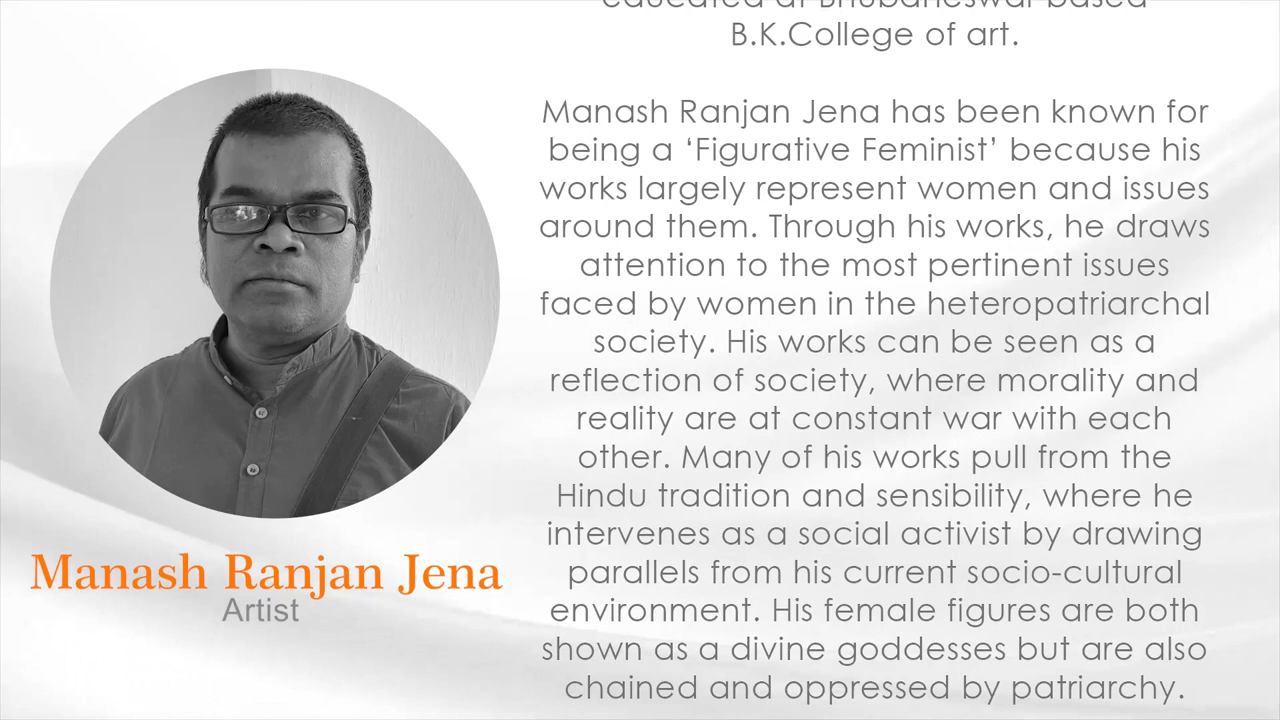 educated at Bhubaneswar based
B.K.College of art.
Manash Ranjan Jena has been known for
being a ‘Figurative Feminist’ because his
works largely represent women and issues
around them. Through his works, he draws
attention to the most pertinent issues
faced by women in the heteropatriarchal
society. His works can be seen as a
reflection of society, where morality and
reality are at constant war with each
other. Many of his works pull from the
Hindu tradition and sensibility, where he
intervenes as a social activist by drawing
parallels from his current socio-cultural
environment. His female figures are both
shown as a divine goddesses but are also
chained and oppressed by patriarchy.
Manash Ranjan Jena
Artist